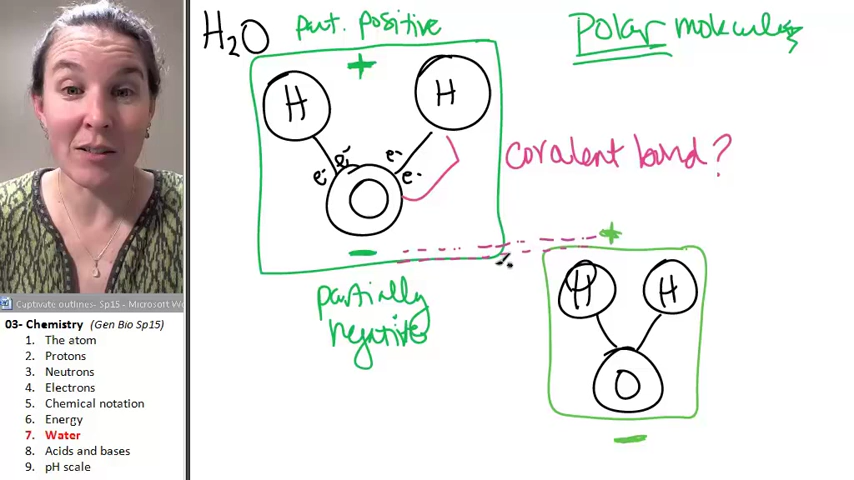 H2O
part. positive
Polar molecules
+
H
H
covalent bond?
e- e- e- e-
O
-
+
partially
negative
H
H
O
-
Captivate outlines- Sp15 - Microsoft Wo
03- Chemistry (Gen Bio Sp15)
1. The atom
2. Protons
3. Neutrons
4. Electrons
5. Chemical notation
6. Energy
7. Water
8. Acids and bases
9. pH scale